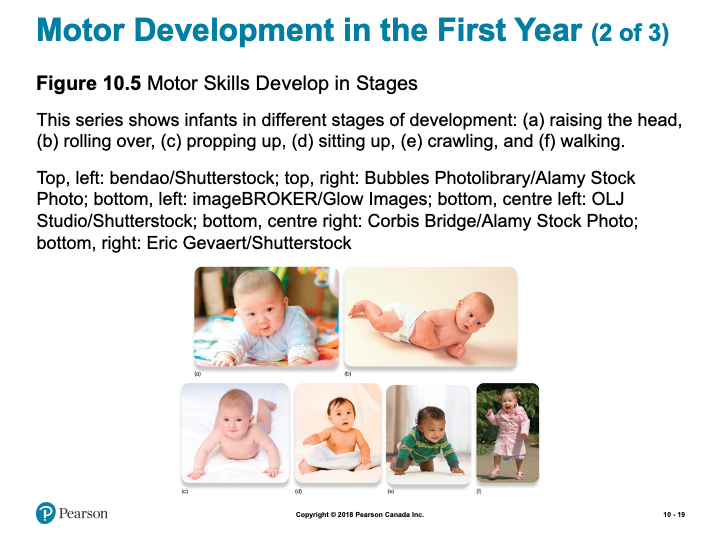 Motor Development in the First Year (2 of 3)
Figure 10.5 Motor Skills Develop in Stages
This series shows infants in different stages of development: (a) raising the head,
(b) rolling over, (c) propping up, (d) sitting up, (e) crawling, and (f) walking.
Top, left: bendao/Shutterstock; top, right: Bubbles Photolibrary/Alamy Stock
Photo; bottom, left: imageBROKER/Glow Images; bottom, centre left: OLJ
Studio/Shutterstock; bottom, centre right: Corbis Bridge/Alamy Stock Photo;
bottom, right: Eric Gevaert/Shutterstock
(a) (b)
(c) (d) (e) (f)
P Pearson Copyright © 2018 Pearson Canada Inc. 10 - 19